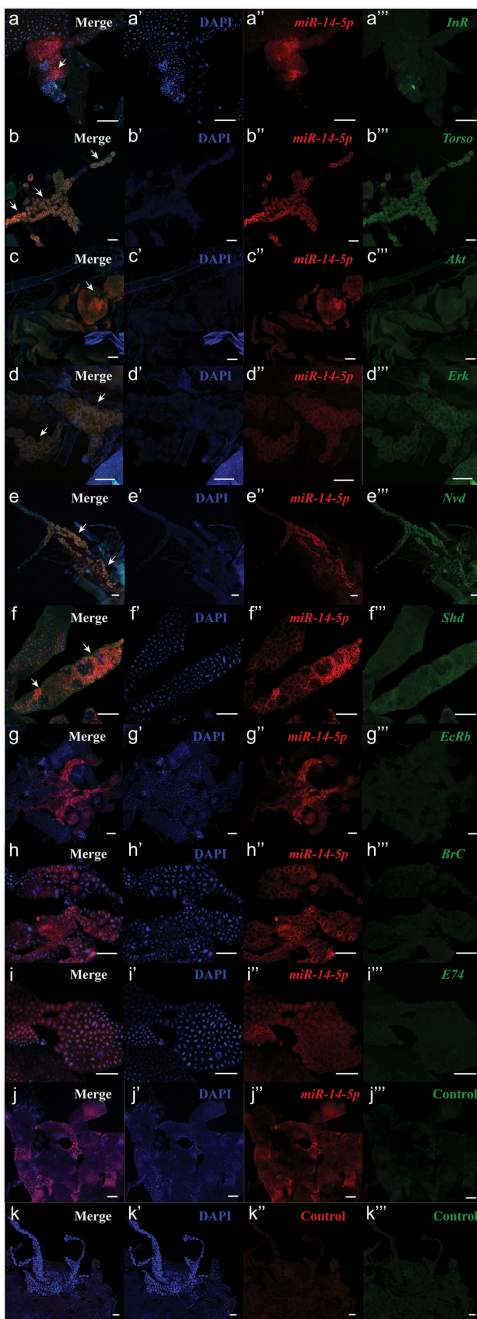 a Merge a' DAPI a'' miR-14-5p a''' InR
b Merge b' DAPI b'' miR-14-5p b''' Torso
c Merge c' DAPI c'' miR-14-5p c''' Akt
d Merge d' DAPI d'' miR-14-5p d''' Erk
e Merge e' DAPI e'' miR-14-5p e''' Nvd
f Merge f' DAPI f'' miR-14-5p f''' Shd
g Merge g' DAPI g'' miR-14-5p g''' EcRb
h Merge h' DAPI h'' miR-14-5p h''' BrC
i Merge i' DAPI i'' miR-14-5p i''' E74
j Merge j' DAPI j'' miR-14-5p j''' Control
k Merge k' DAPI k'' Control k''' Control